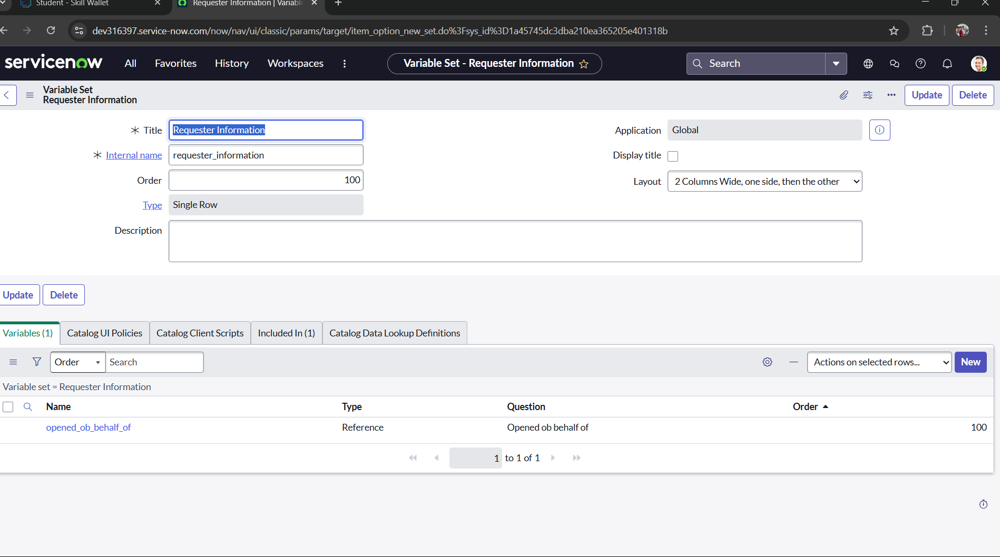 Student - Skill Wallet
Requester Information | Variabl
dev316397.service-now.com/now/nav/ui/classic/params/target/item_option_new_set.do%3Fsys_id%3D1a45745dc3dba210ea365205e401318b
servicenow All Favorites History Workspaces Variable Set - Requester Information Search
Variable Set
Requester Information
Update Delete
* Title Requester Information
Application Global
* Internal name requester_information
Display title
Order 100
Layout 2 Columns Wide, one side, then the other
Type Single Row
Description
Update Delete
Variables (1) Catalog UI Policies Catalog Client Scripts Included In (1) Catalog Data Lookup Definitions
Order Search Actions on selected rows... New
Variable set = Requester Information
Name Type Question Order
opened_ob_behalf_of Reference Opened ob behalf of 100
1 to 1 of 1